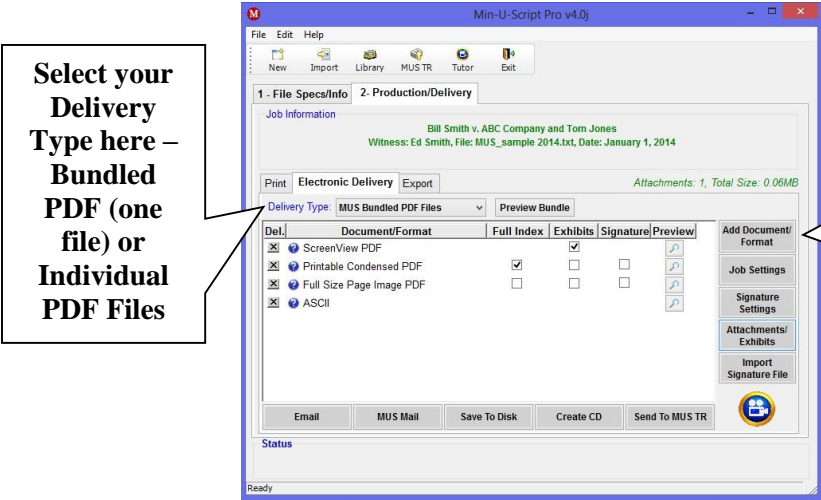 Select your
Delivery
Type here –
Bundled
PDF (one
file) or
Individual
PDF Files
M
Min-U-Script Pro v4.0j
File Edit Help
New Import Library MUS TR Tutor Exit
1 - File Specs/Info 2- Production/Delivery
Job Information
Bill Smith v. ABC Company and Tom Jones
Witness: Ed Smith, File: MUS_sample 2014.txt, Date: January 1, 2014
Print Electronic Delivery Export Attachments: 1, Total Size: 0.06MB
Delivery Type: MUS Bundled PDF Files Preview Bundle
Del. Document/Format Full Index Exhibits Signature Preview
ScreenView PDF
Printable Condensed PDF
Full Size Page Image PDF
ASCII
Add Document/
Format
Job Settings
Signature
Settings
Attachments/
Exhibits
Import
Signature File
Email MUS Mail Save To Disk Create CD Send To MUS TR
Status
Ready